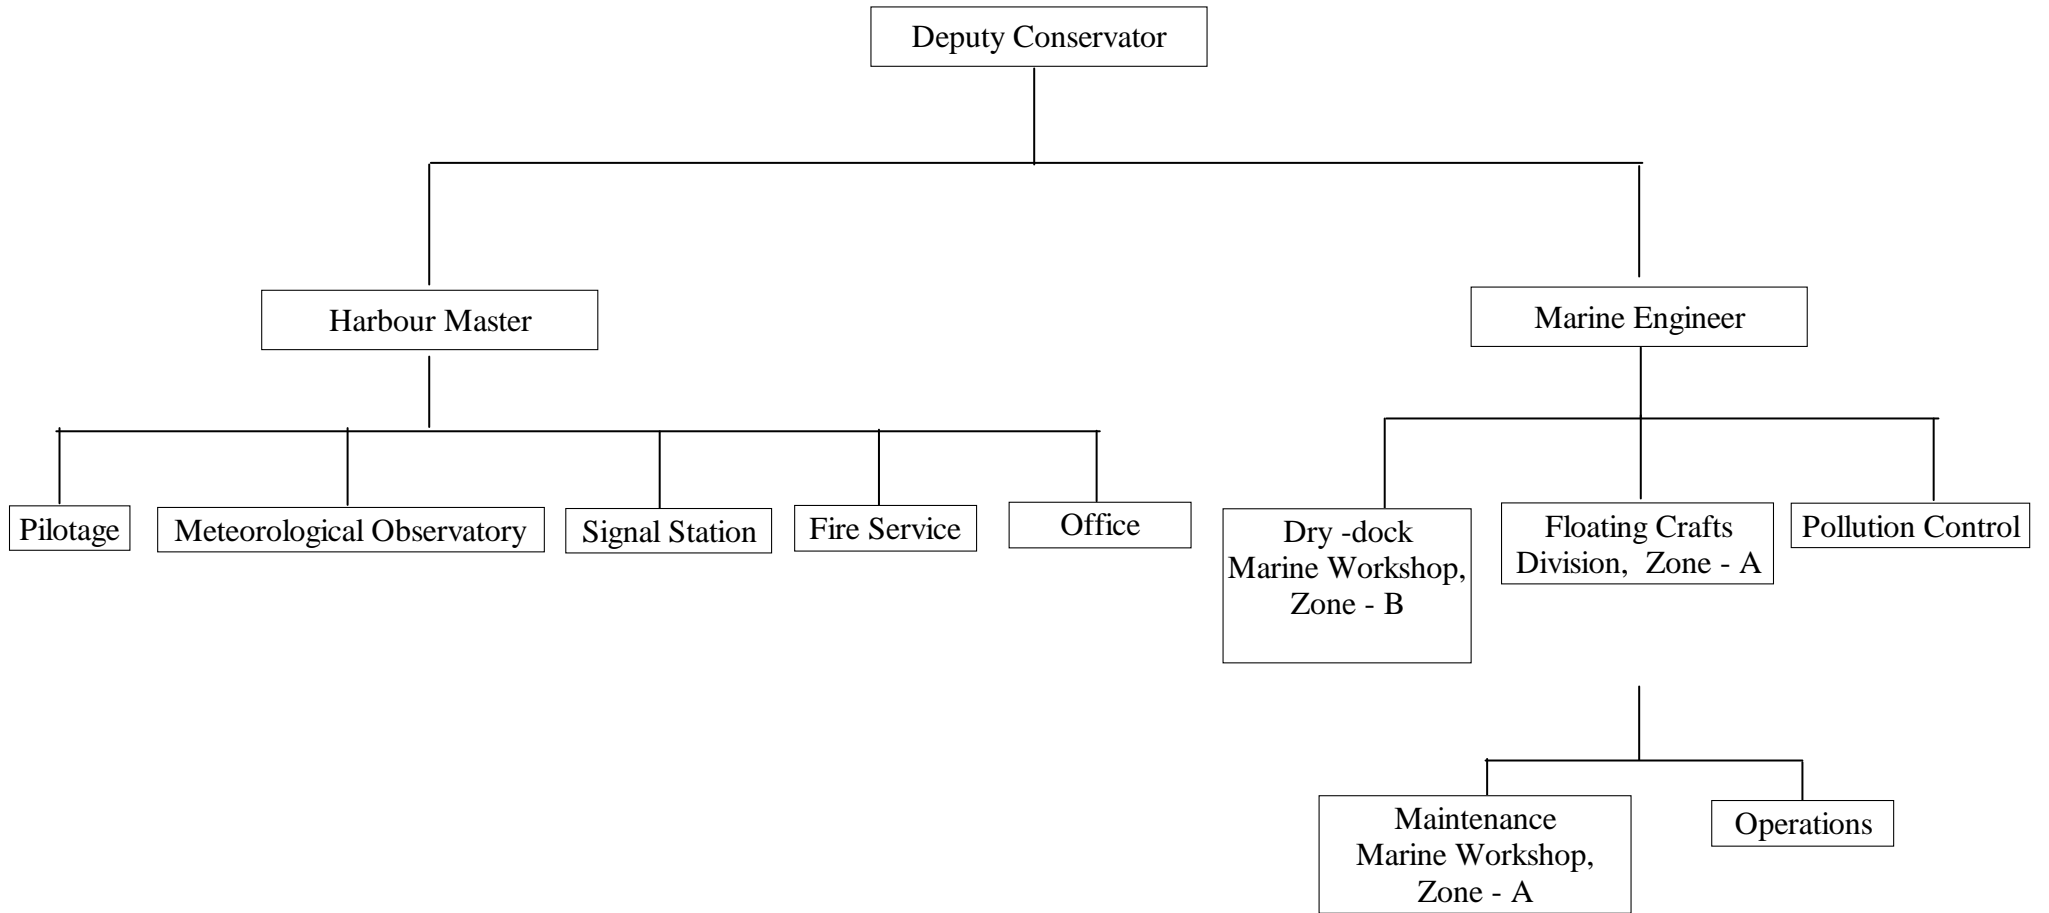 Deputy Conservator
Harbour Master
Marine Engineer
Pilotage
Meteorological Observatory
Signal Station
Fire Service
Office
Dry -dock
Marine Workshop,
Zone - B
Floating Crafts
Division, Zone - A
Pollution Control
Maintenance
Marine Workshop,
Zone - A
Operations